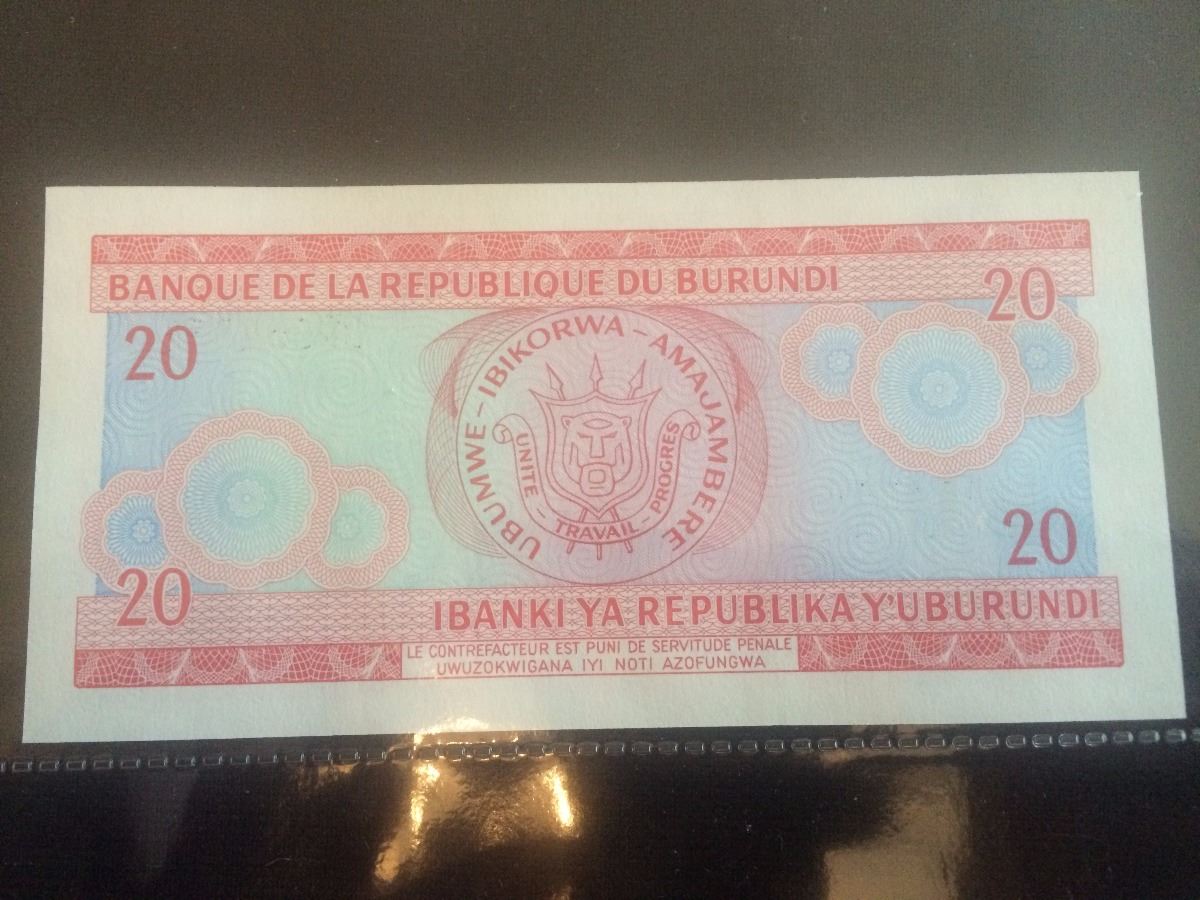 BANQUE DE LA REPUBLIQUE DU BURUNDI
20
20
UBUMWE - IBIKORWA - AMAJAMBERE
UNITE - TRAVAIL - PROGRES
20
20
IBANKI YA REPUBLIKA Y'UBURUNDI
LE CONTREFACTEUR EST PUNI DE SERVITUDE PENALE
UWUZOKWIGANA IYI NOTI AZOFUNGWA